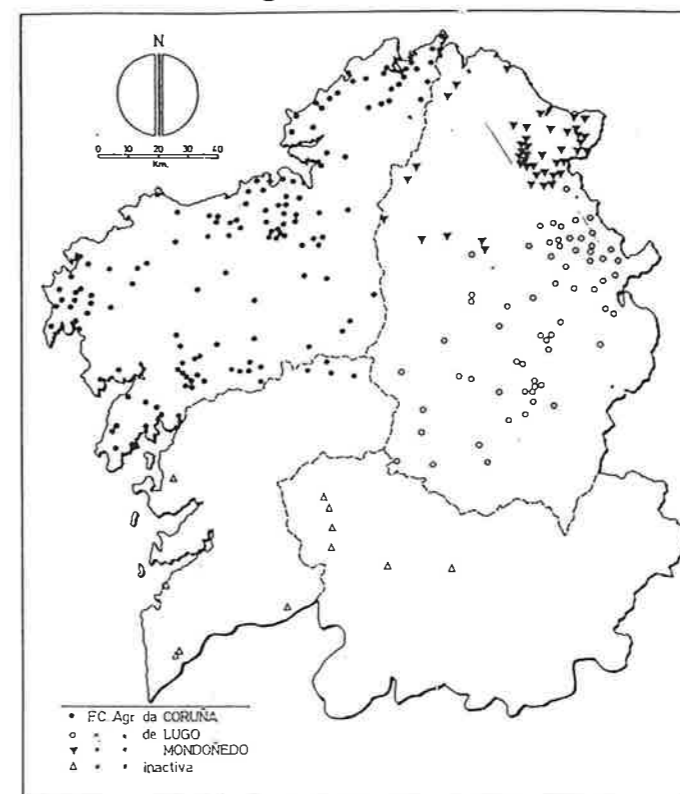 N
0 10 20 30 40
Km.
• F.C. Agr. da CORUÑA
○ " " de LUGO
▼ " " MONDOÑEDO
△ " " inactiva